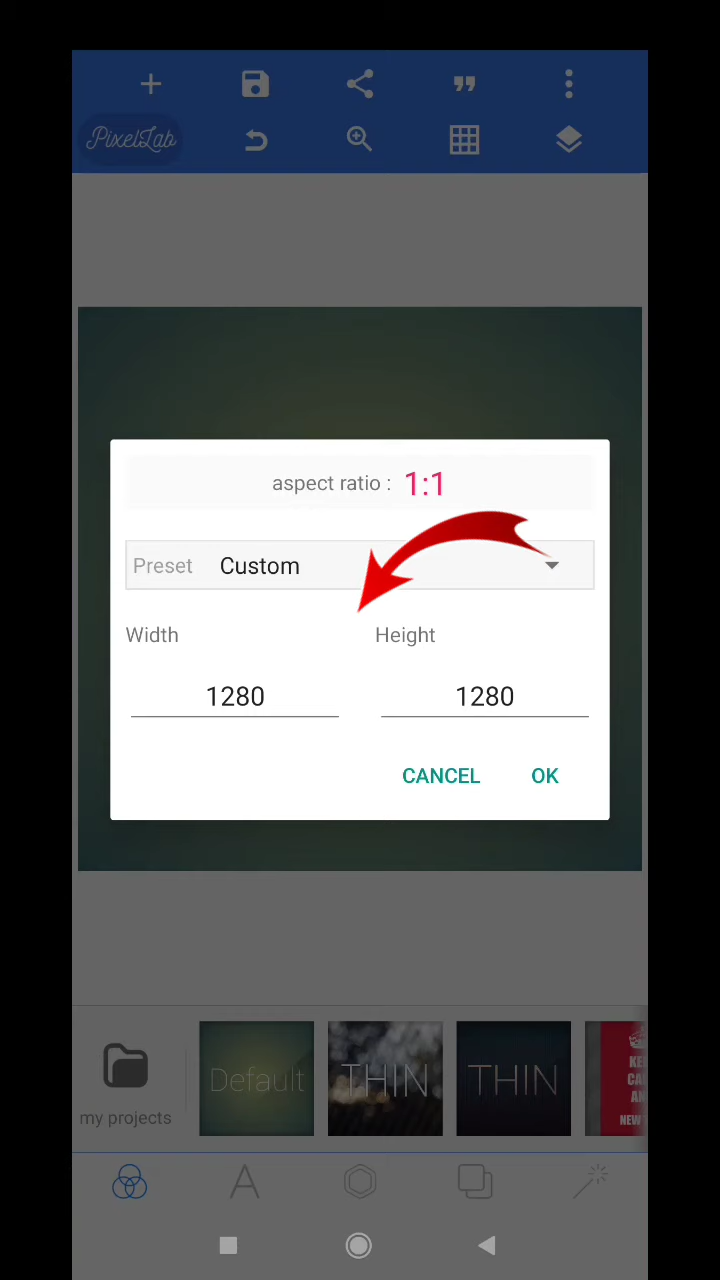 PixelLab
aspect ratio : 1:1
Preset Custom
Width Height
1280 1280
CANCEL OK
Default
THIN
THIN
my projects